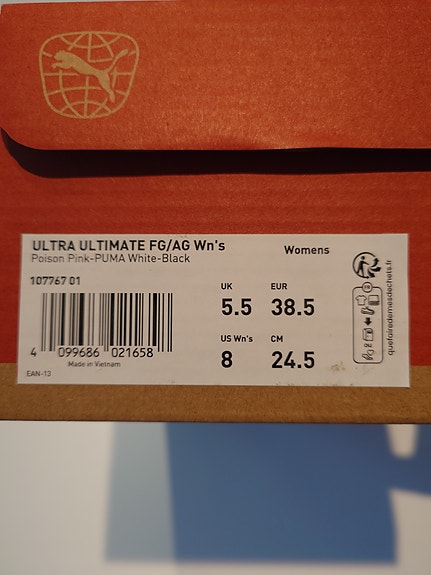 ULTRA ULTIMATE FG/AG Wn's
Poison Pink-PUMA White-Black
Womens
107767 01
4 099686 021658
Made in Vietnam
EAN-13
UK EUR
5.5 38.5
US Wn's CM
8 24.5
quefairedemesdechets.fr
FR